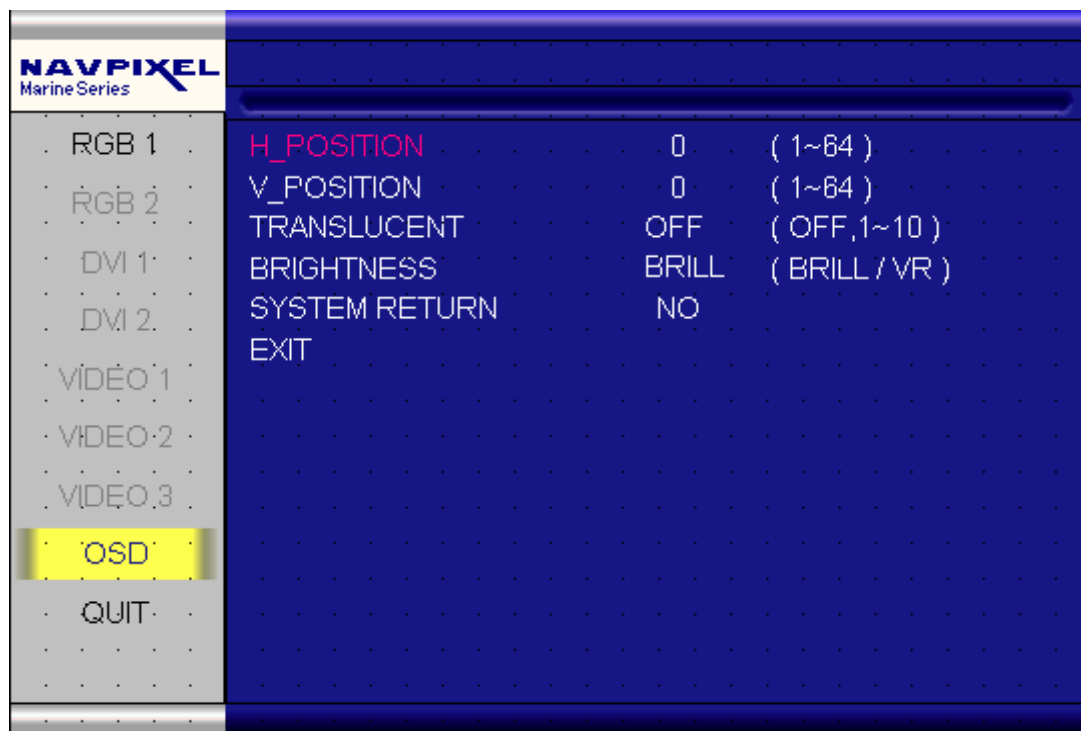 NAVPIXEL
Marine Series
RGB 1
RGB 2
DVI 1
DVI 2
VIDEO 1
VIDEO 2
VIDEO 3
OSD
QUIT
H_POSITION 0 ( 1~64 )
V_POSITION 0 ( 1~64 )
TRANSLUCENT OFF ( OFF,1~10 )
BRIGHTNESS BRILL ( BRILL / VR )
SYSTEM RETURN NO
EXIT